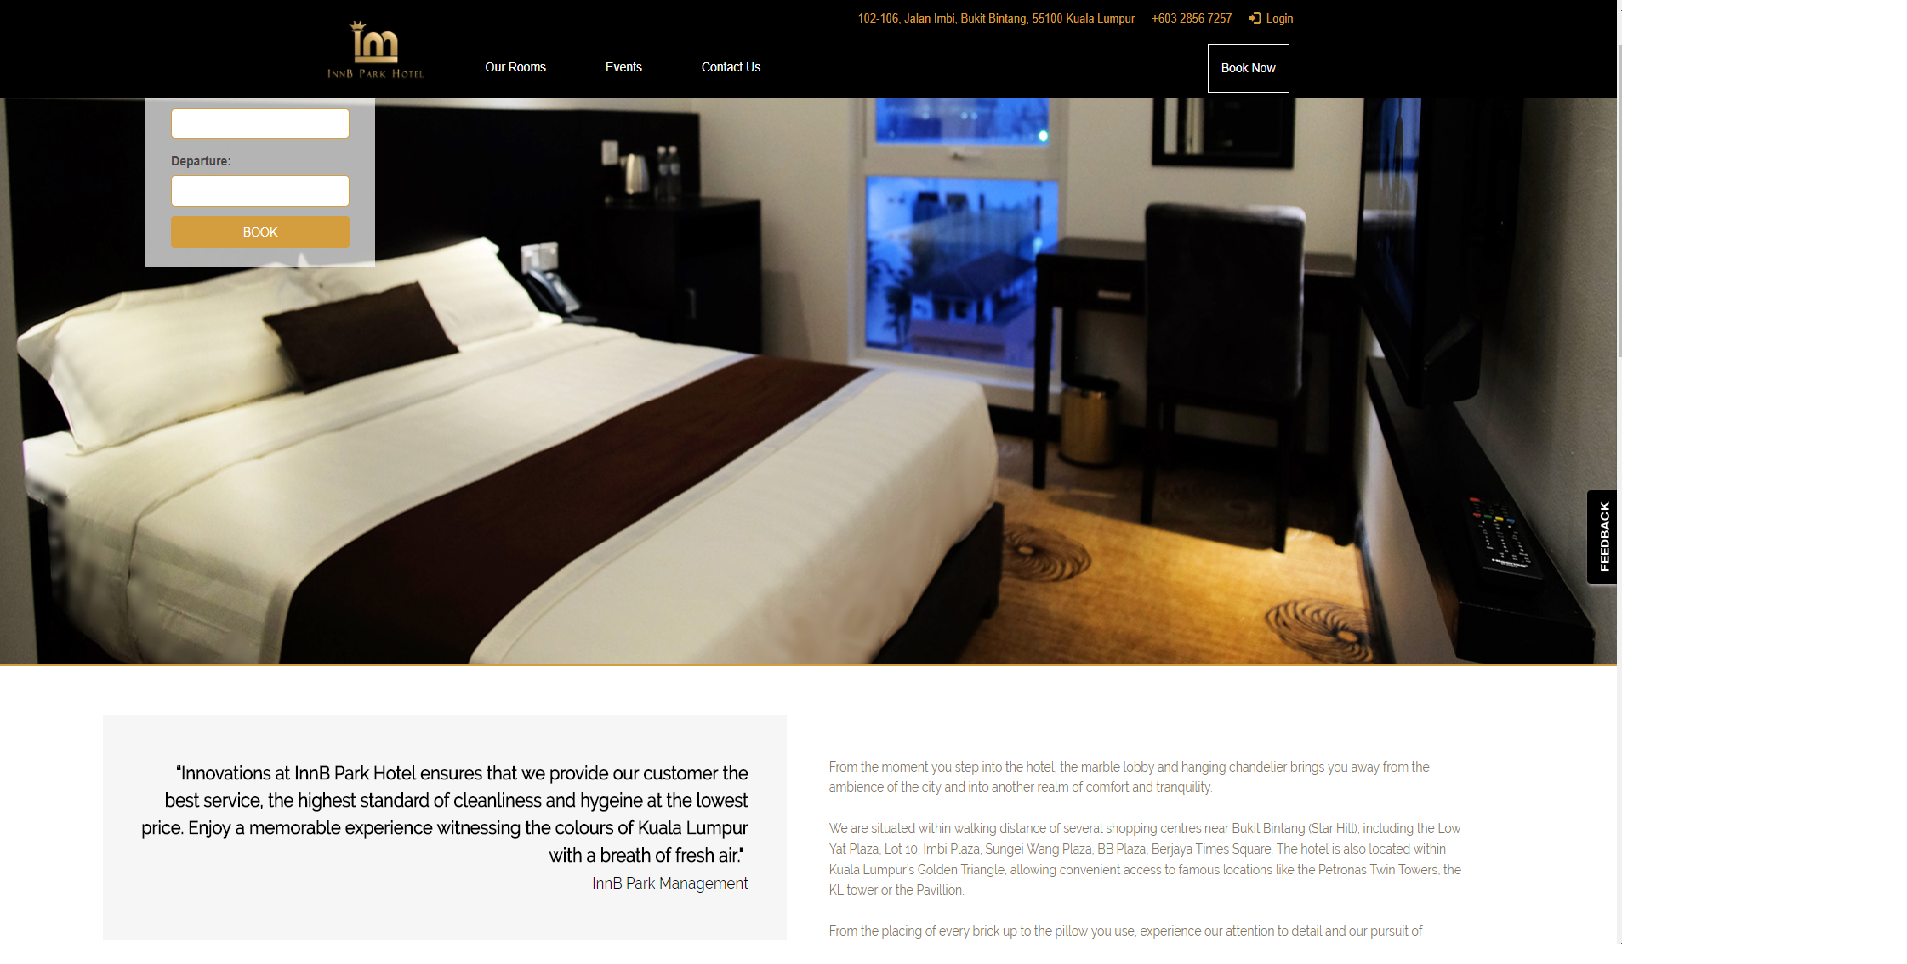 102-106, Jalan Imbi, Bukit Bintang, 55100 Kuala Lumpur +603 2856 7257 Login
im
INNB PARK HOTEL
Our Rooms Events Contact Us Book Now
Departure:
BOOK
FEEDBACK
"Innovations at InnB Park Hotel ensures that we provide our customer the
best service, the highest standard of cleanliness and hygeine at the lowest
price. Enjoy a memorable experience witnessing the colours of Kuala Lumpur
with a breath of fresh air."
InnB Park Management
From the moment you step into the hotel, the marble lobby and hanging chandelier brings you away from the
ambience of the city and into another realm of comfort and tranquility.
We are situated within walking distance of several shopping centres near Bukit Bintang (Star Hill), including the Low
Yat Plaza, Lot 10, Imbi Plaza, Sungei Wang Plaza, BB Plaza, Berjaya Times Square. The hotel is also located within
Kuala Lumpur's Golden Triangle, allowing convenient access to famous locations like the Petronas Twin Towers, the
KL tower or the Pavillion.
From the placing of every brick up to the pillow you use, experience our attention to detail and our pursuit of